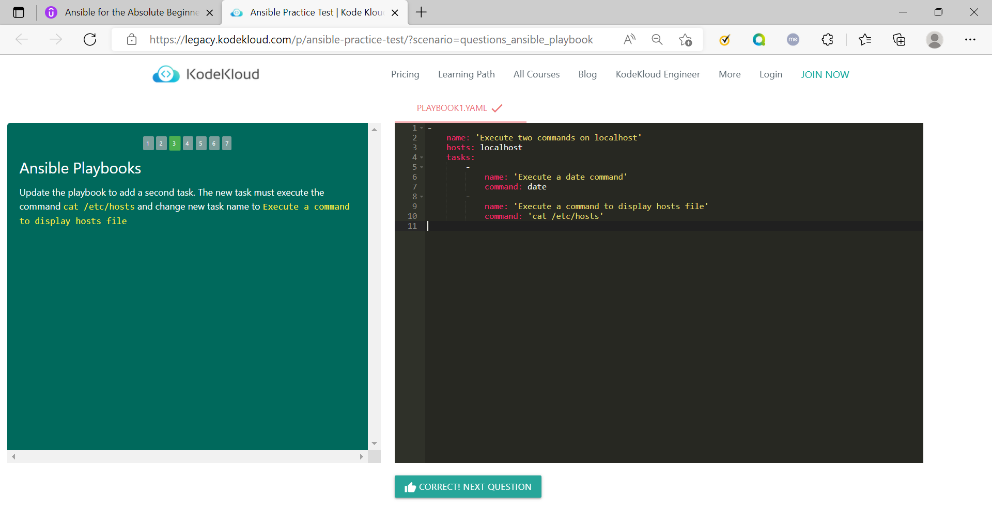 Ansible for the Absolute Beginne
Ansible Practice Test | Kode Klou
https://legacy.kodekloud.com/p/ansible-practice-test/?scenario=questions_ansible_playbook
KodeKloud
Pricing
Learning Path
All Courses
Blog
KodeKloud Engineer
More
Login
JOIN NOW
PLAYBOOK1.YAML
1 2 3 4 5 6 7
Ansible Playbooks
Update the playbook to add a second task. The new task must execute the
command cat /etc/hosts and change new task name to Execute a command
to display hosts file
1 -
2 name: 'Execute two commands on localhost'
3 hosts: localhost
4 tasks:
5 -
6 name: 'Execute a date command'
7 command: date
8 -
9 name: 'Execute a command to display hosts file'
10 command: 'cat /etc/hosts'
11
CORRECT! NEXT QUESTION